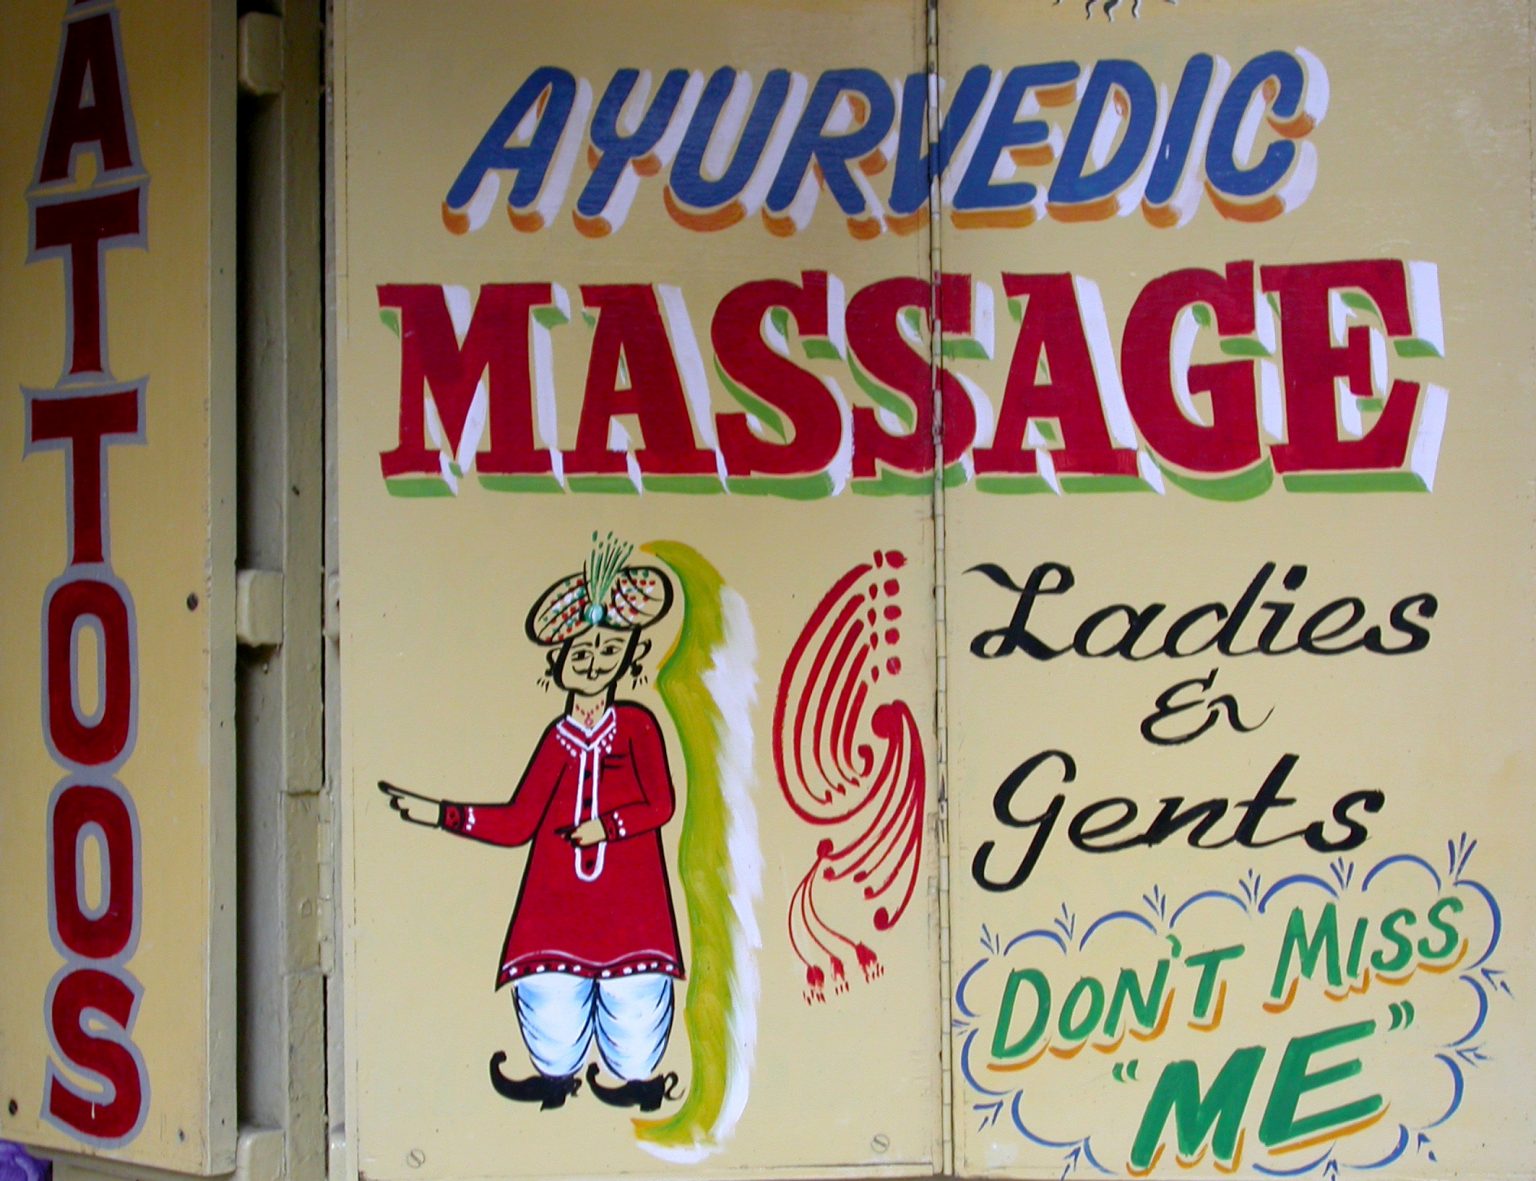 ATTOOS
AYURVEDIC
MASSAGE
Ladies
&
Gents
DON'T MISS
"ME"